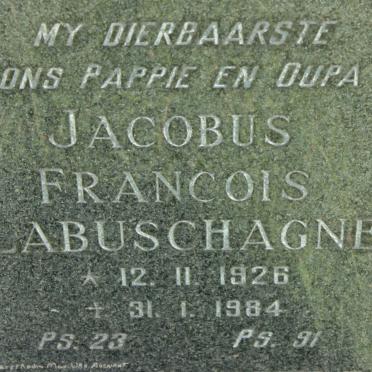 MY DIERBAARSTE
ONS PAPPIE EN OUPA
JACOBUS
FRANCOIS
LABUSCHAGNE
* 12. 11. 1926
+ 31. 1. 1984
PS. 23 PS. 91